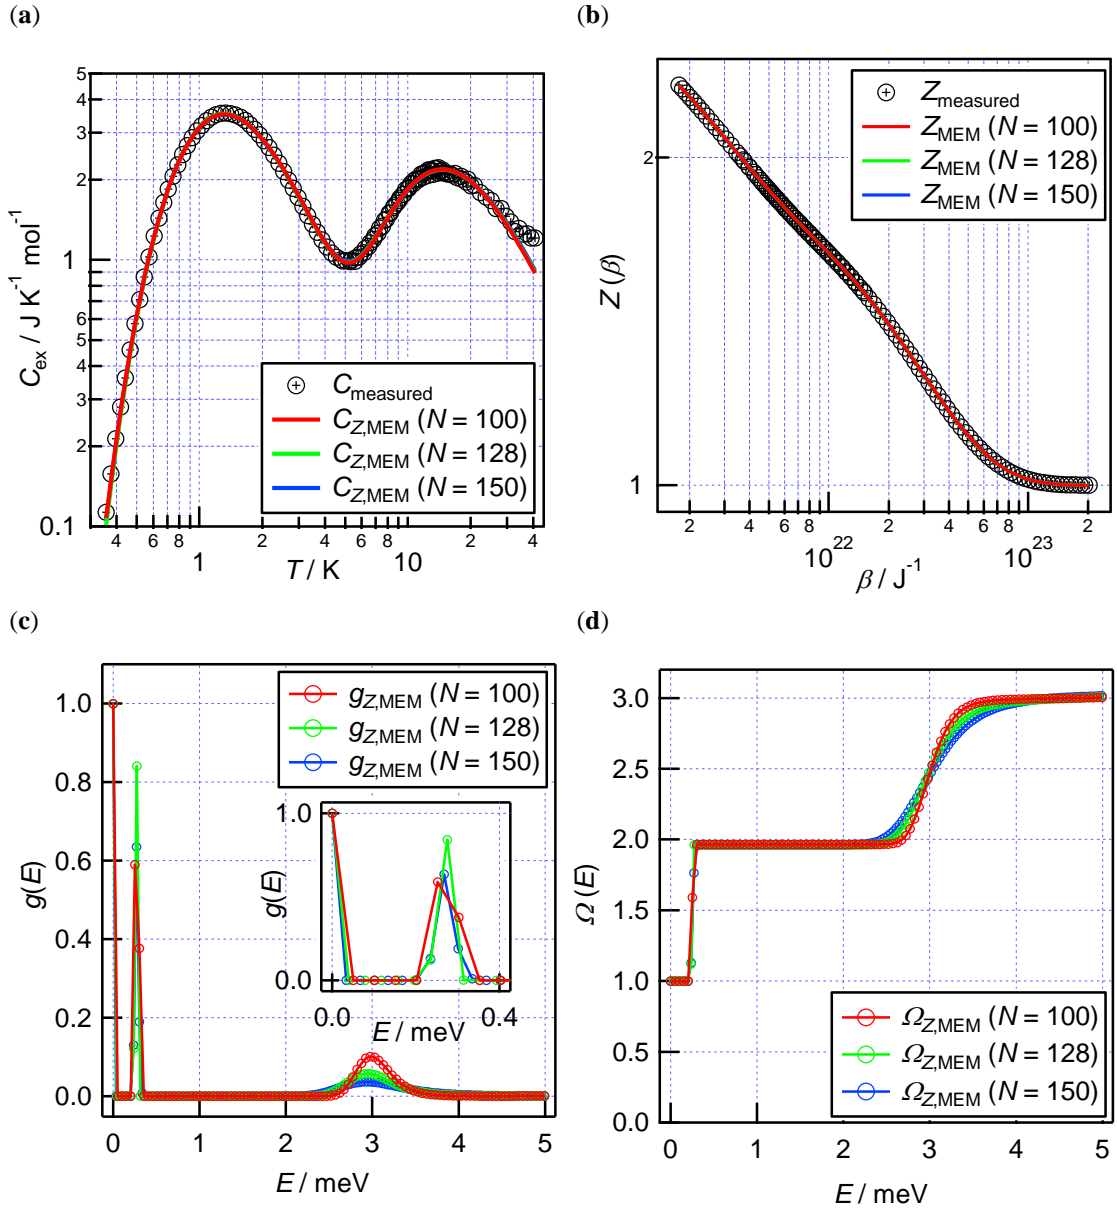 (a)
5
4
3
2
1
8
6
4
3
2
0.1
C_ex / J K^-1 mol^-1
C_measured
C_Z,MEM (N = 100)
C_Z,MEM (N = 128)
C_Z,MEM (N = 150)
4 6 8 1 2 4 6 8 10 2 4
T / K
(b)
2
1
Z (β)
Z_measured
Z_MEM (N = 100)
Z_MEM (N = 128)
Z_MEM (N = 150)
2 4 6 8 10^22 2 4 6 8 10^23 2
β / J^-1
(c)
1.0
0.8
0.6
0.4
0.2
0.0
g(E)
g_Z,MEM (N = 100)
g_Z,MEM (N = 128)
g_Z,MEM (N = 150)
1.0
0.0
g(E)
0.0 0.4
E / meV
0 1 2 3 4 5
E / meV
(d)
3.0
2.5
2.0
1.5
1.0
0.5
0.0
Ω (E)
Ω_Z,MEM (N = 100)
Ω_Z,MEM (N = 128)
Ω_Z,MEM (N = 150)
0 1 2 3 4 5
E / meV